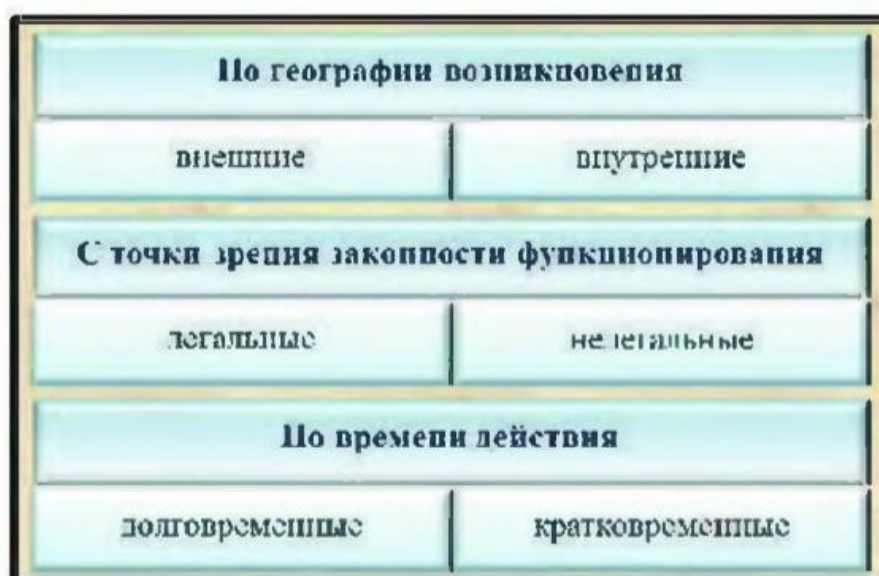 По географии возникновения
внешние
внутренние
С точки зрения законности функционирования
легальные
нелегальные
По времени действия
долговременные
кратковременные